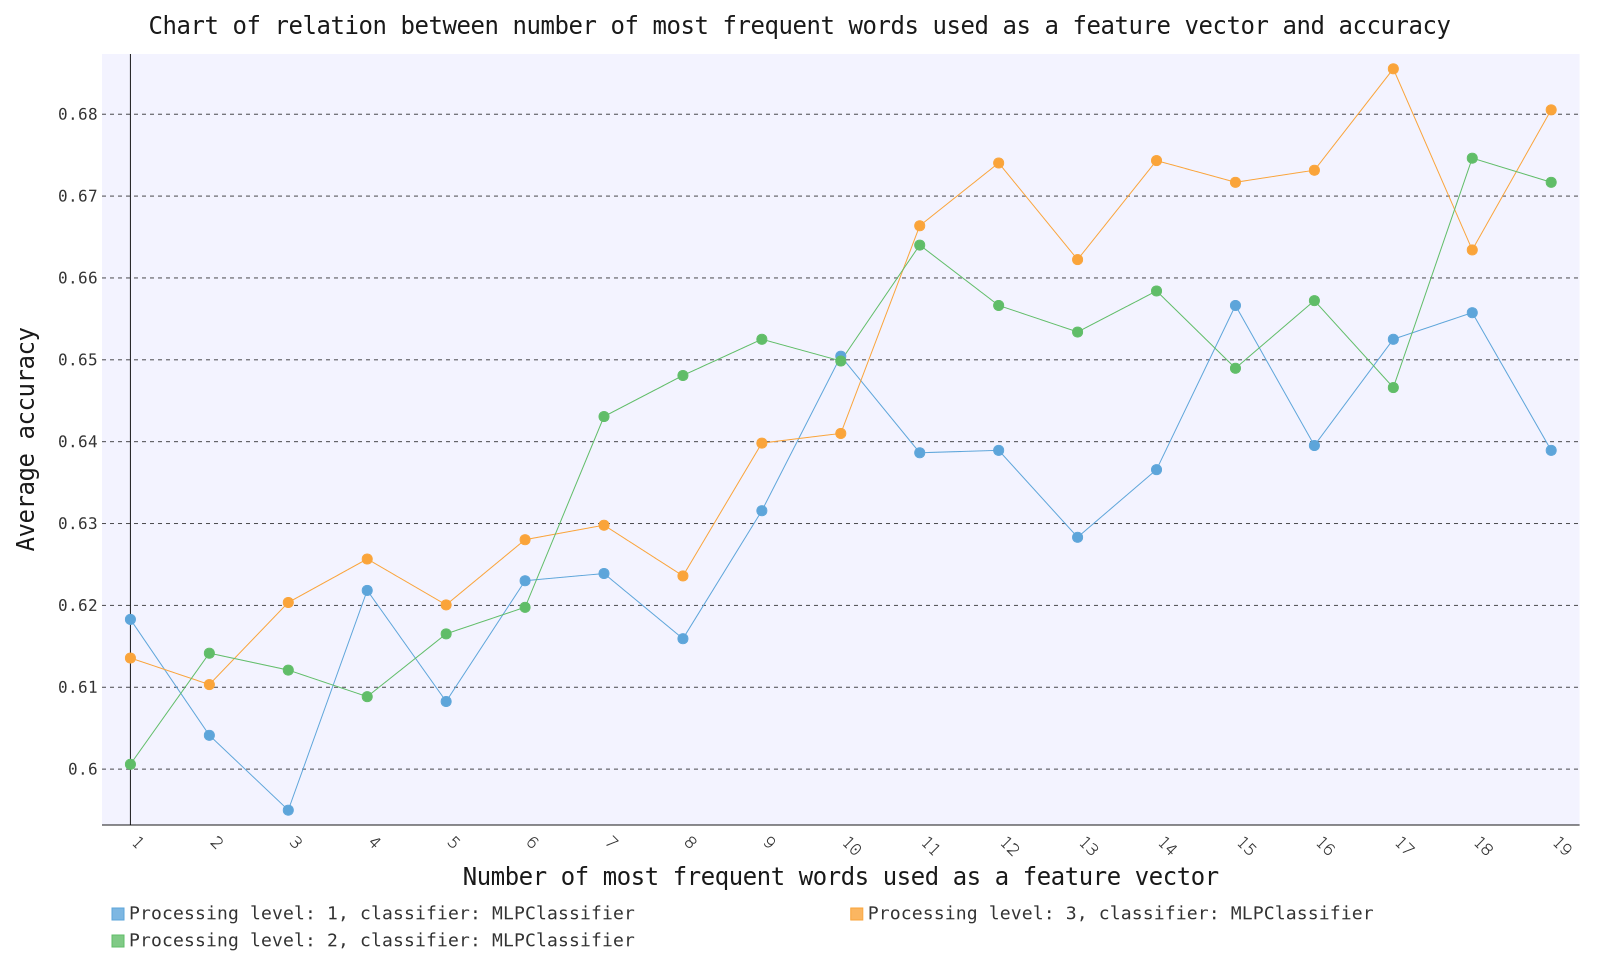 Chart of relation between number of most frequent words used as a feature vector and accuracy
Average accuracy
0.68
0.67
0.66
0.65
0.64
0.63
0.62
0.61
0.6
1 2 3 4 5 6 7 8 9 10 11 12 13 14 15 16 17 18 19
Number of most frequent words used as a feature vector
Processing level: 1, classifier: MLPClassifier
Processing level: 3, classifier: MLPClassifier
Processing level: 2, classifier: MLPClassifier